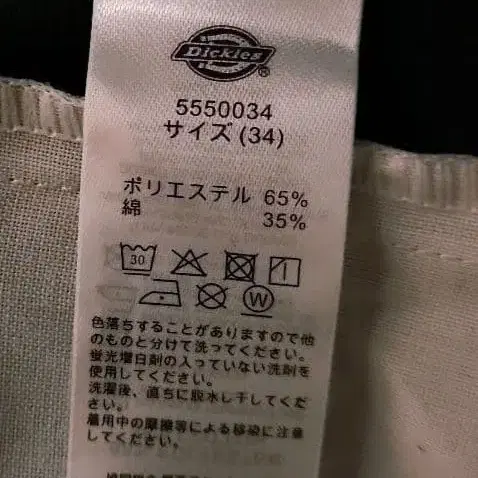 Dickies
®
5550034
サイズ (34)
ポリエステル 65%
綿 35%
30
W
色落ちすることがありますので他
のものと分けて洗ってください。
蛍光増白剤の入っていない洗剤を
使用してください。
洗濯後、直ちに脱水し干してくだ
さい。
着用中の摩擦等による移染に注意
してください。